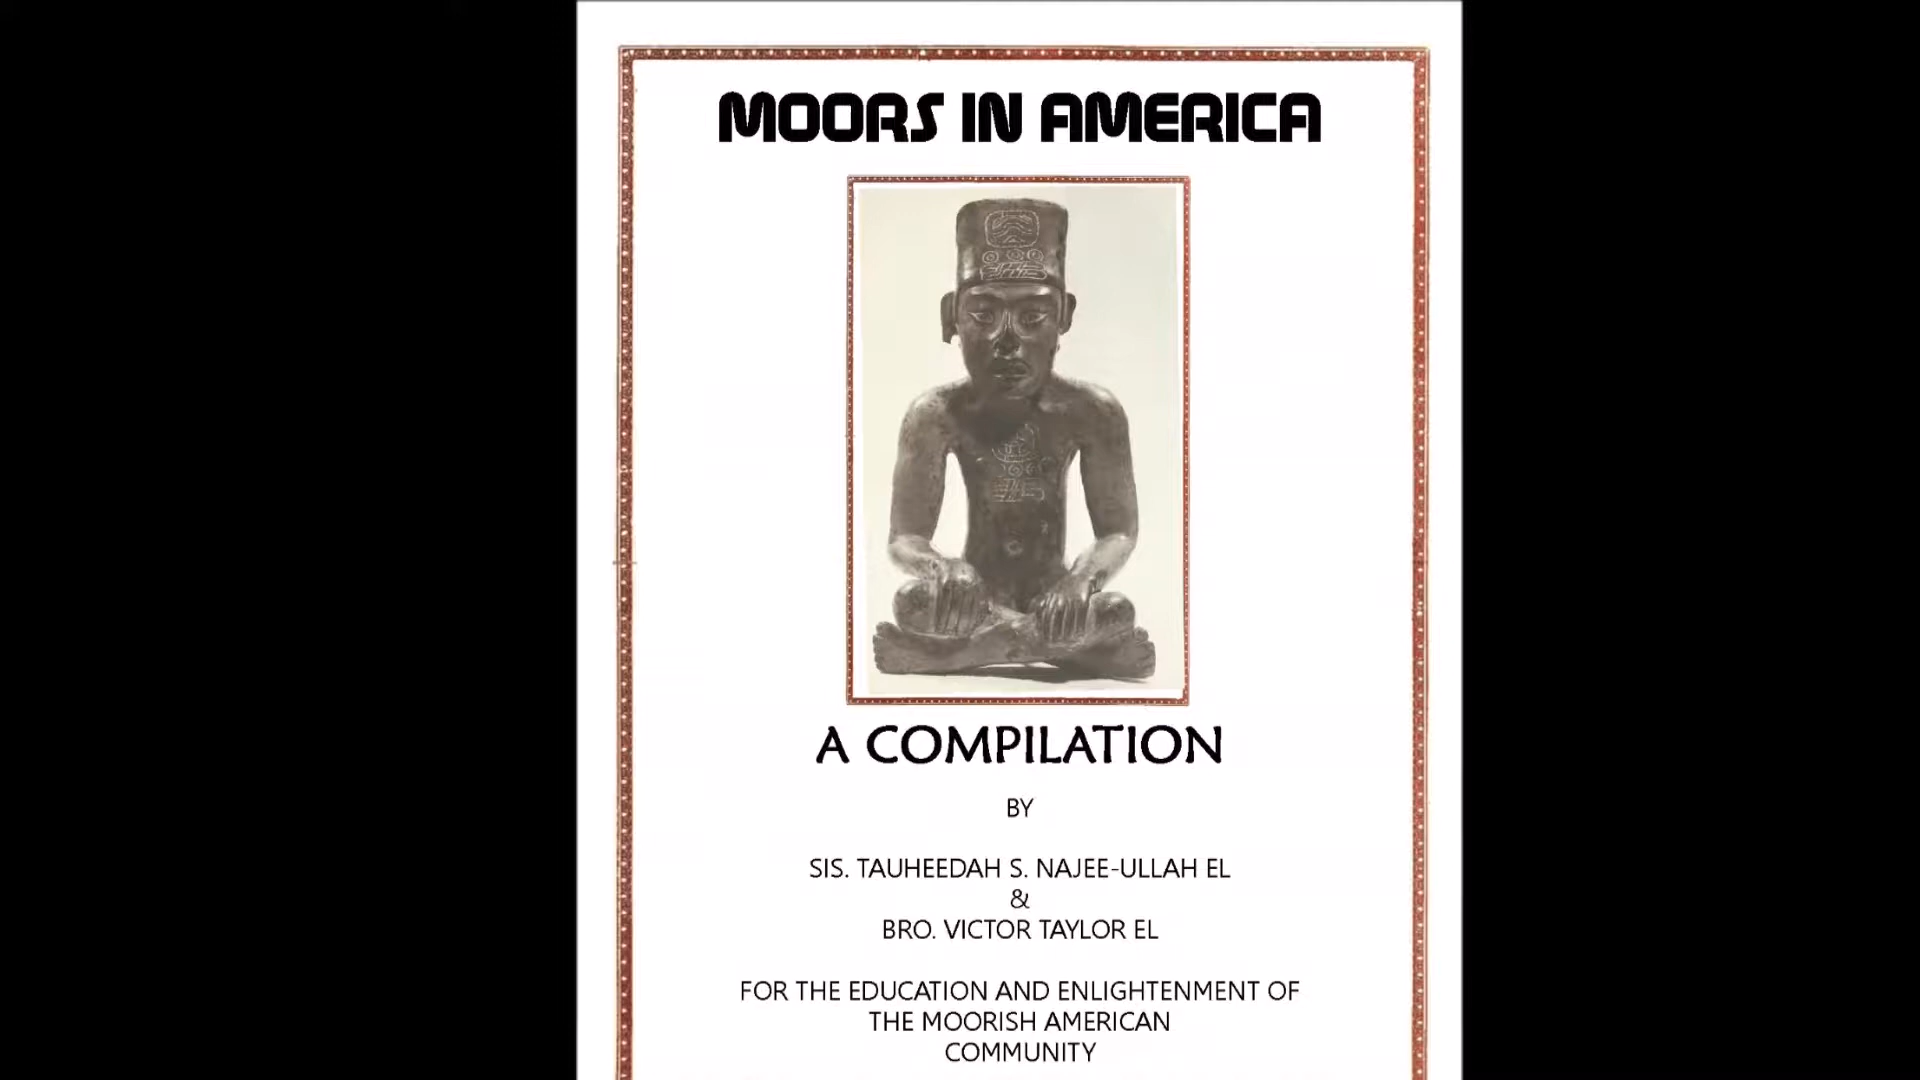 MOORS IN AMERICA
A COMPILATION
BY
SIS. TAUHEEDAH S. NAJEE-ULLAH EL
&
BRO. VICTOR TAYLOR EL
FOR THE EDUCATION AND ENLIGHTENMENT OF
THE MOORISH AMERICAN
COMMUNITY